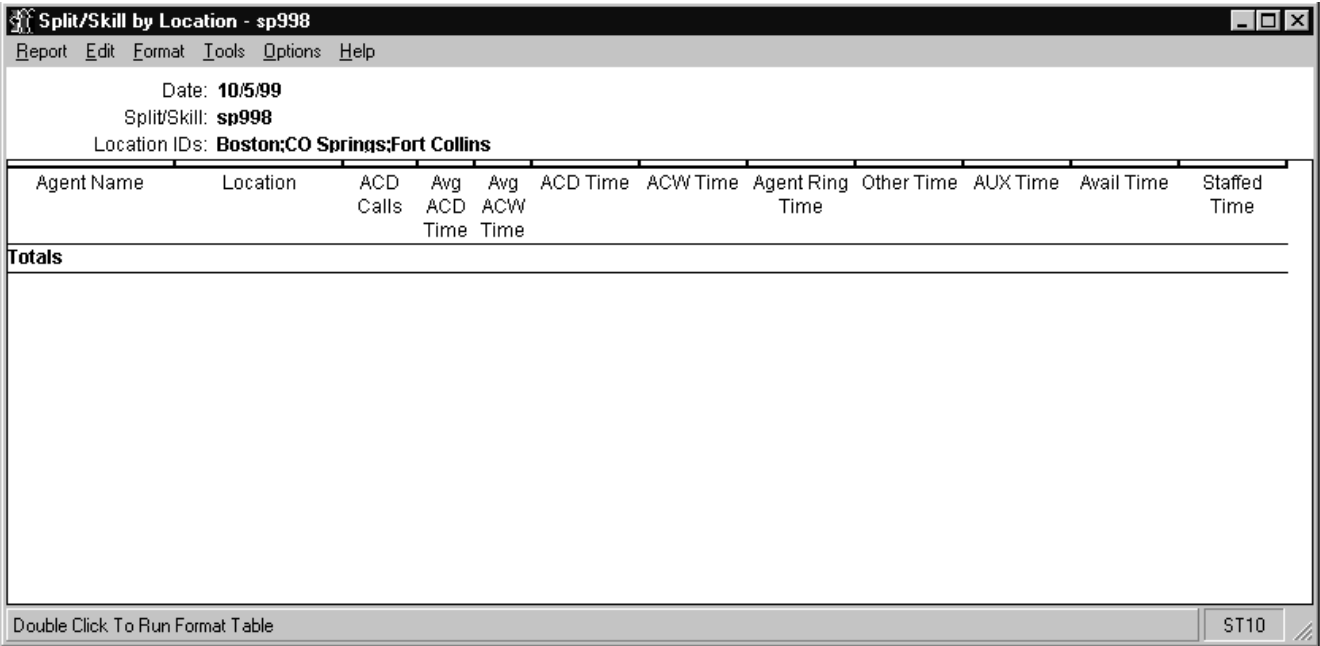 Split/Skill by Location - sp998
Report Edit Format Tools Options Help
Date: 10/5/99
Split/Skill: sp998
Location IDs: Boston;CO Springs;Fort Collins
Agent Name Location ACD Avg Avg ACD Time ACW Time Agent Ring Other Time AUX Time Avail Time Staffed
Calls ACD ACW Time Time
Time Time
Totals
Double Click To Run Format Table ST10